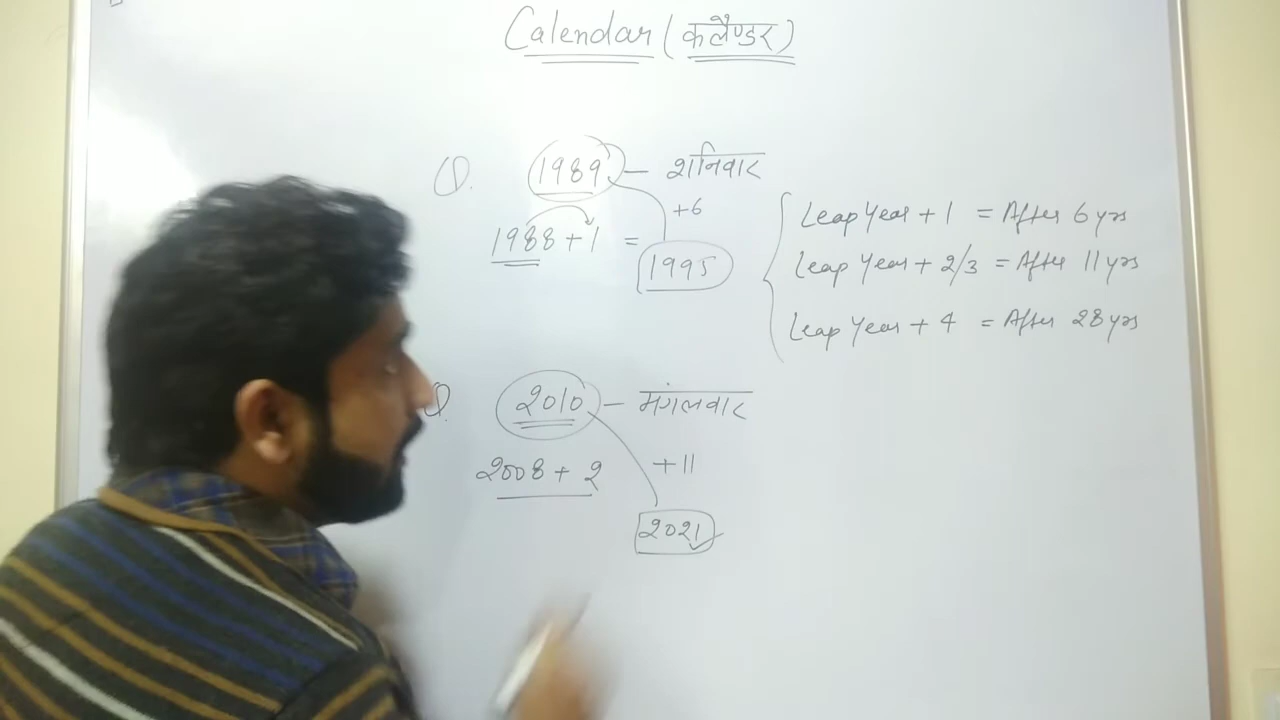 Calendar (कलैण्डर)
Q. 1989 — शनिवार
+6
1988 + 1 = 1995
Leap Year + 1 = After 6 yrs
Leap Year + 2/3 = After 11 yrs
Leap Year + 4 = After 28 yrs
Q. 2010 — मंगलवार
2008 + 2 +11
2021